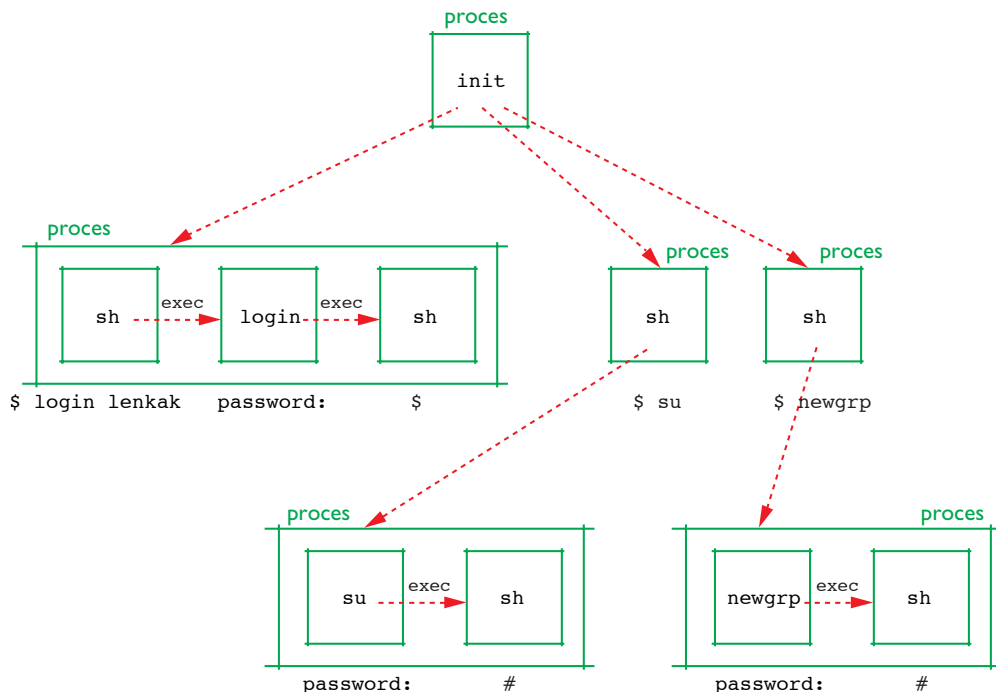 proces
init
proces
proces
proces
sh
exec
login
exec
sh
sh
sh
$ login lenkak
password:
$
$ su
$ newgrp
proces
proces
su
exec
sh
newgrp
exec
sh
password:
#
password:
#